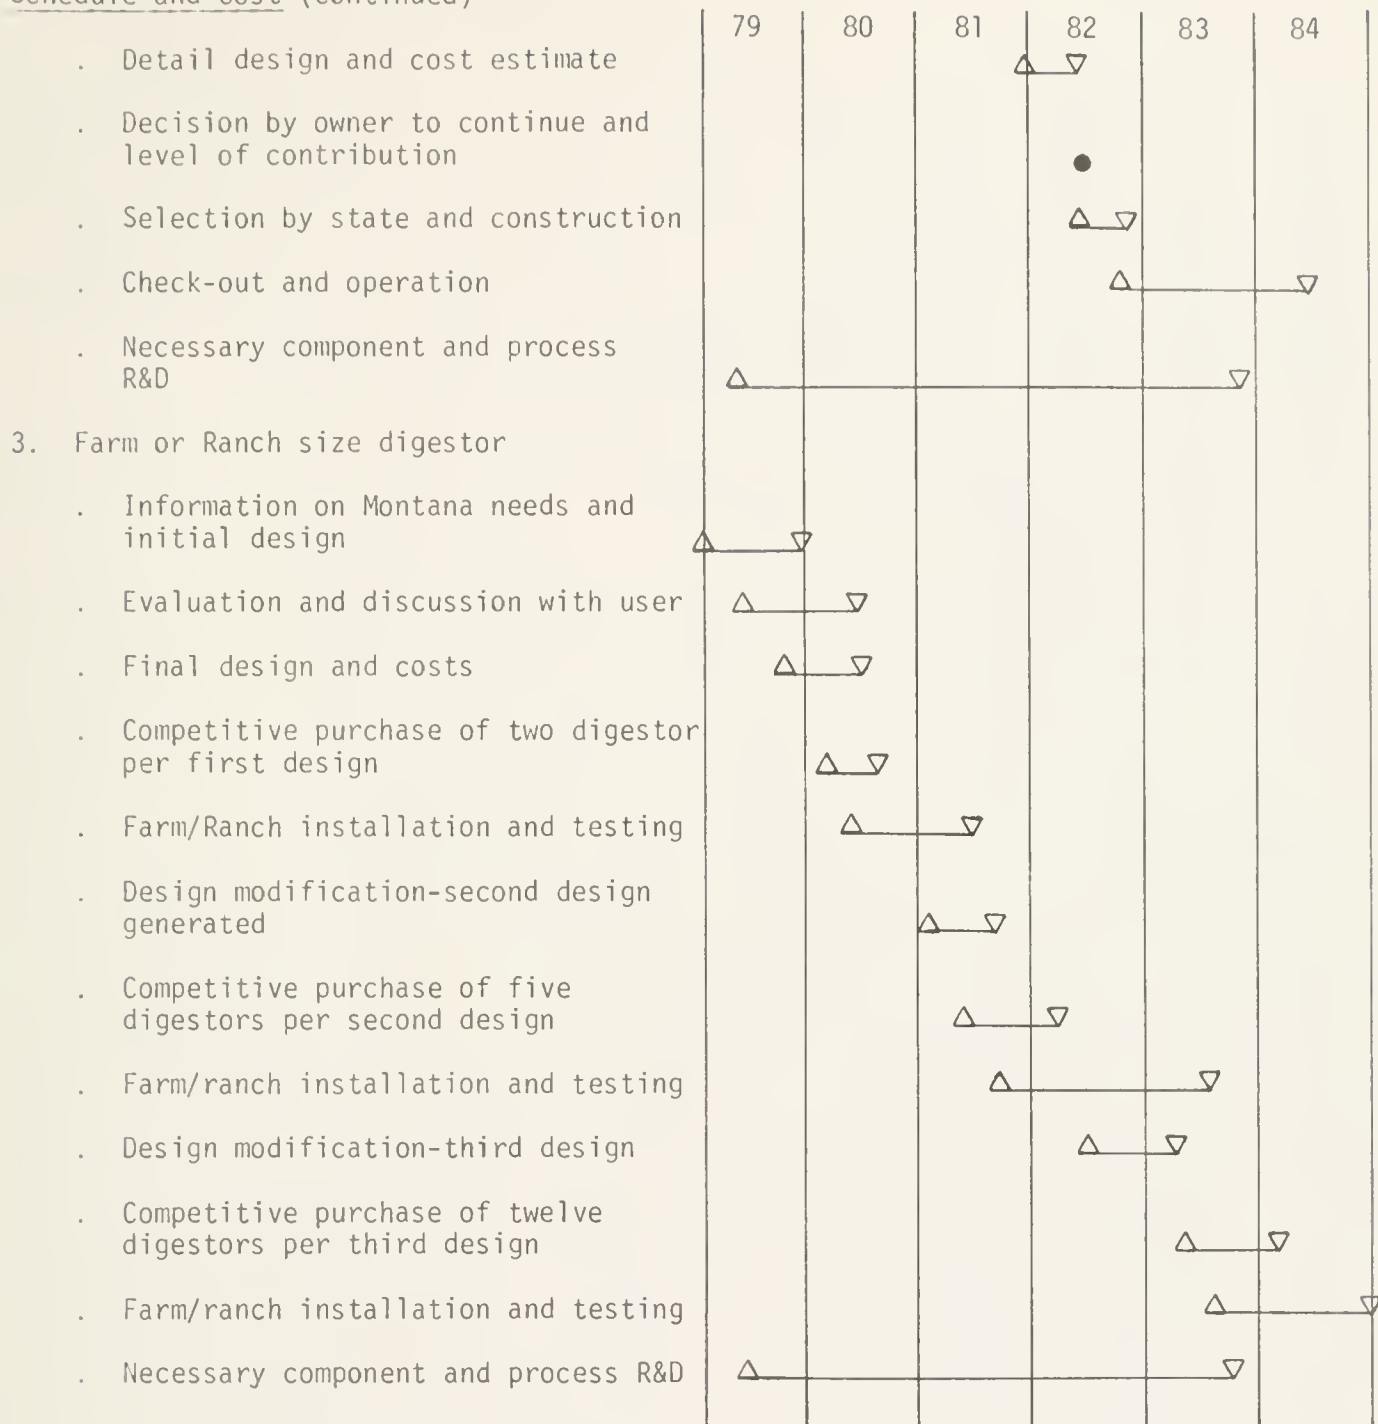 Schedule and Cost (continued)
79 80 81 82 83 84
. Detail design and cost estimate
. Decision by owner to continue and
level of contribution
. Selection by state and construction
. Check-out and operation
. Necessary component and process
R&D
3. Farm or Ranch size digestor
. Information on Montana needs and
initial design
. Evaluation and discussion with user
. Final design and costs
. Competitive purchase of two digestor
per first design
. Farm/Ranch installation and testing
. Design modification-second design
generated
. Competitive purchase of five
digestors per second design
. Farm/ranch installation and testing
. Design modification-third design
. Competitive purchase of twelve
digestors per third design
. Farm/ranch installation and testing
. Necessary component and process R&D